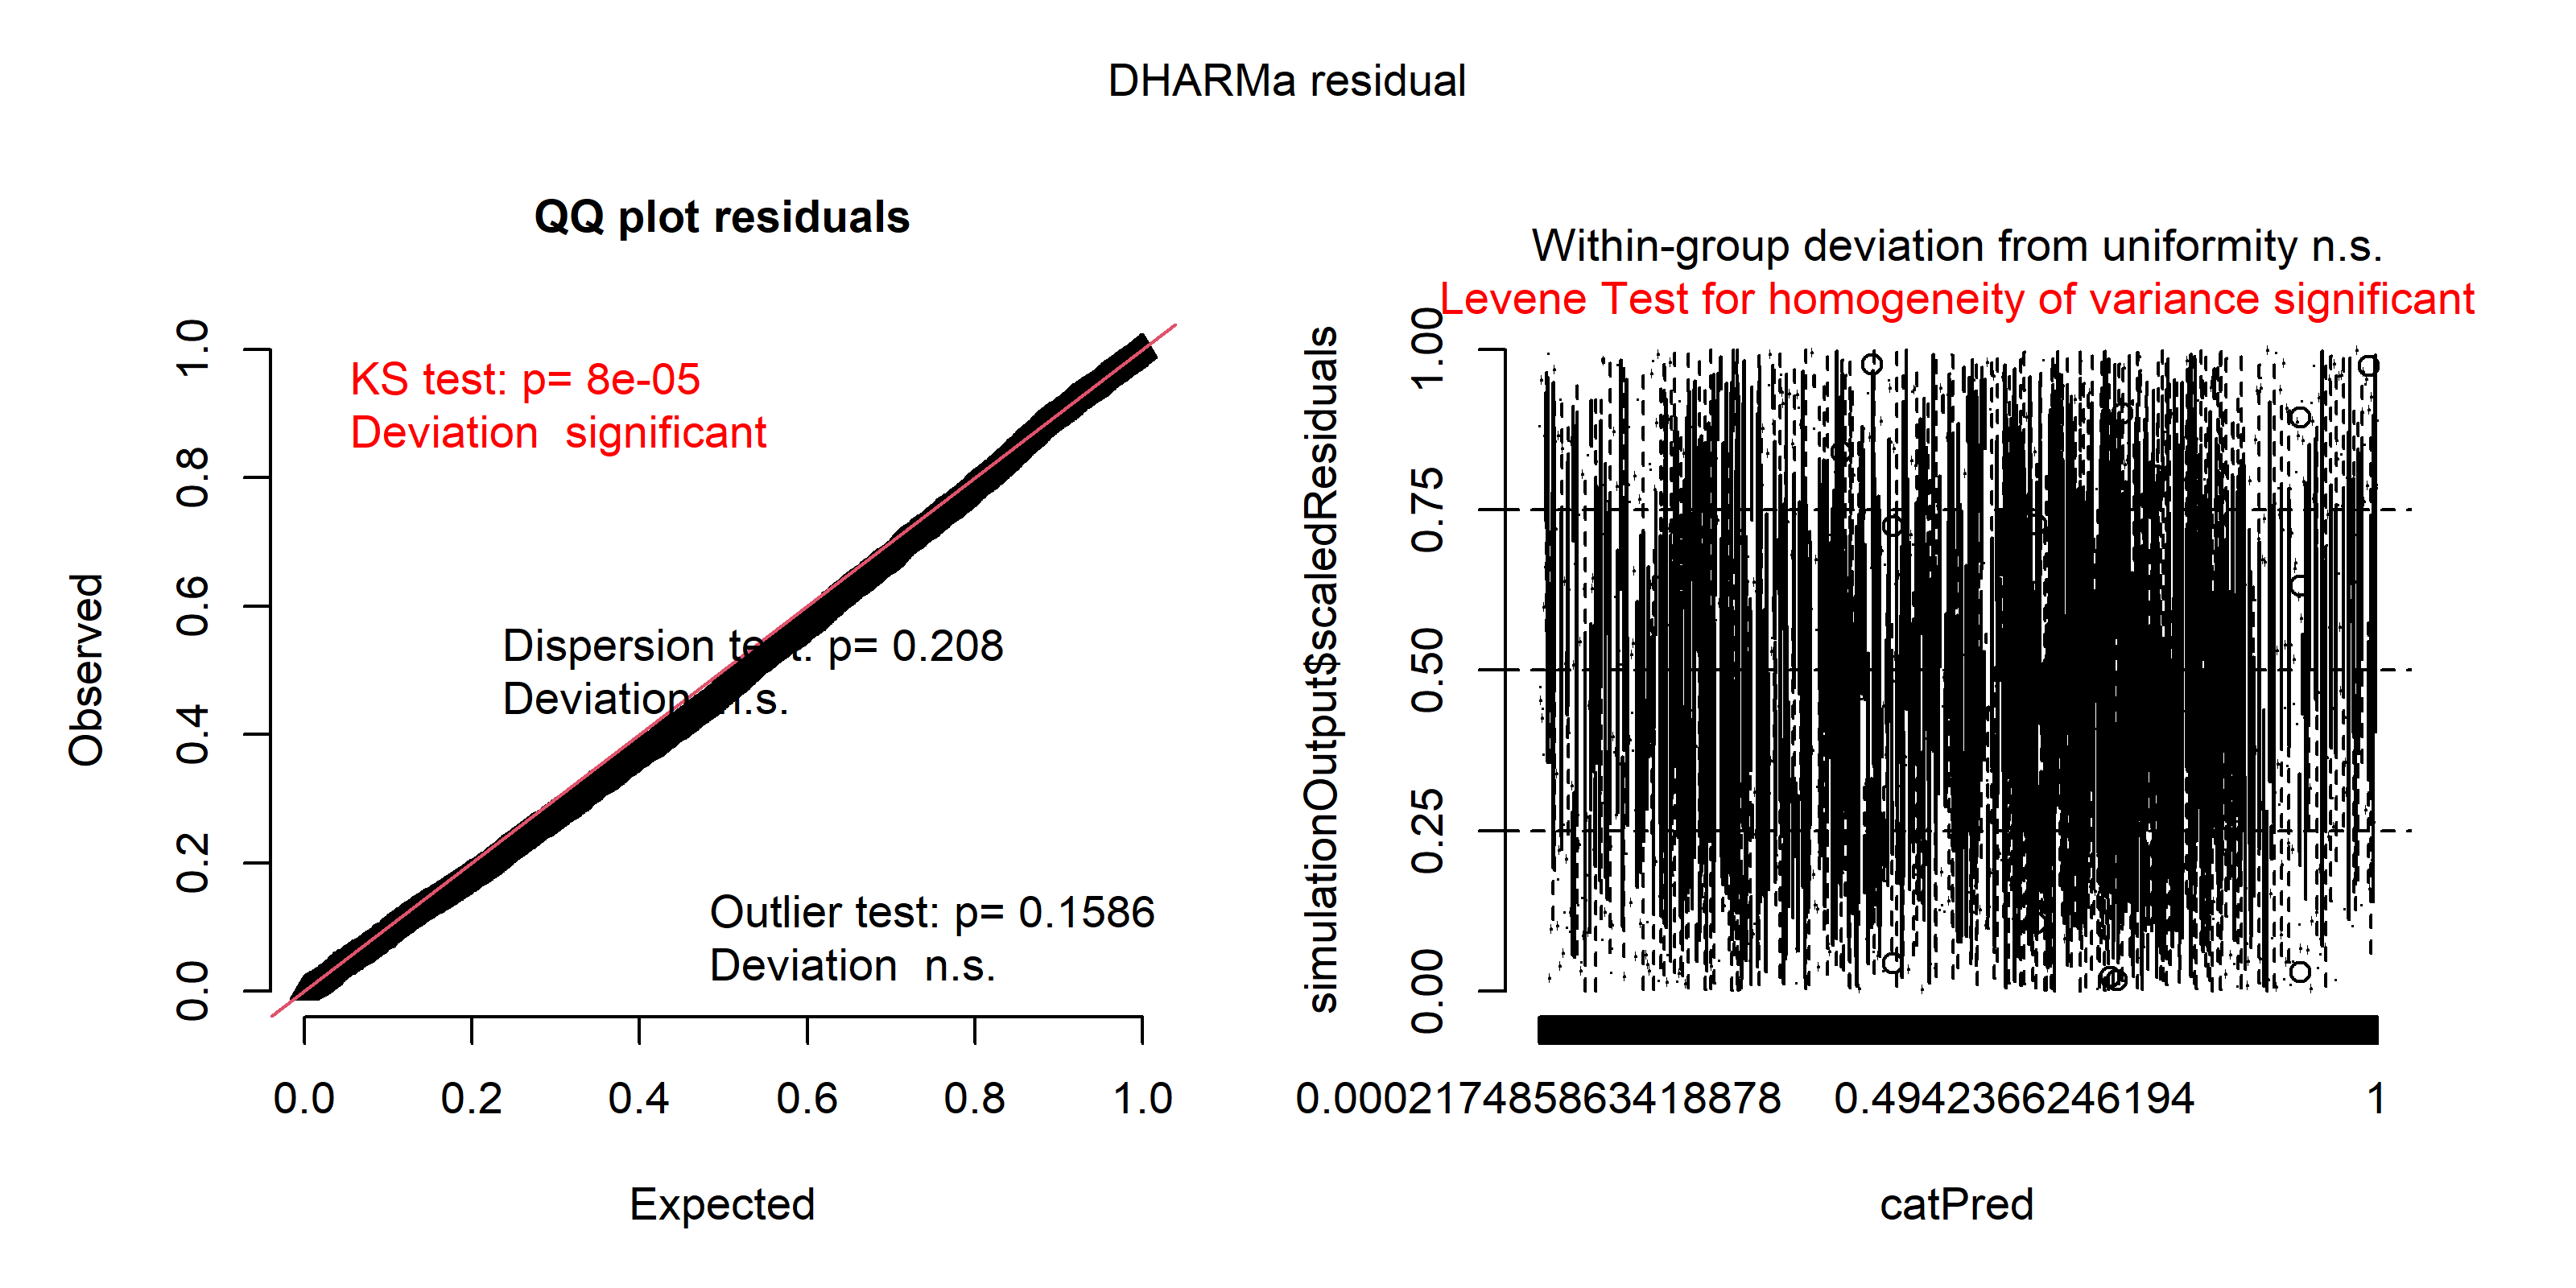 DHARMa residual
QQ plot residuals
KS test: p= 8e-05
Deviation  significant
Dispersion test: p= 0.208
Deviation n.s.
Outlier test: p= 0.1586
Deviation  n.s.
Observed
0.0
0.2
0.4
0.6
0.8
1.0
0.0
0.2
0.4
0.6
0.8
1.0
Expected
Within-group deviation from uniformity n.s.
Levene Test for homogeneity of variance significant
simulationOutput$scaledResiduals
0.00
0.25
0.50
0.75
1.00
0.000217485863418878
0.4942366246194
1
catPred